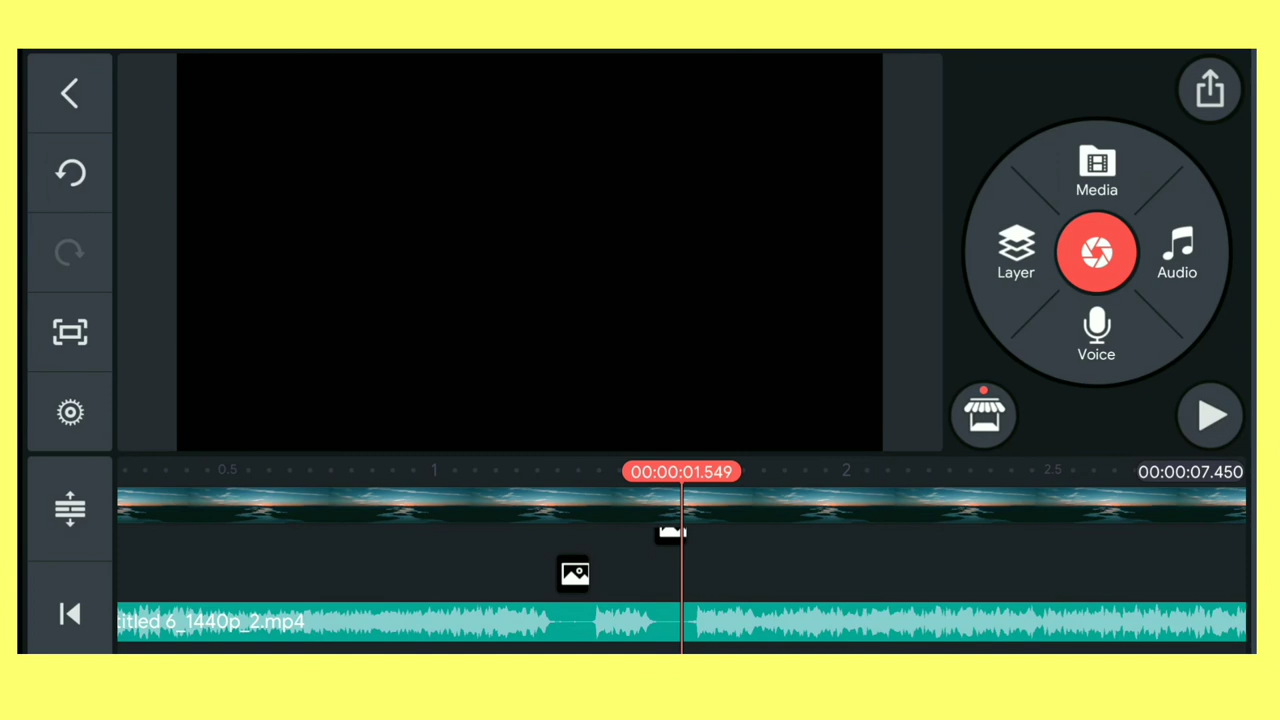 Media
Layer
Audio
Voice
0.5
1
00:00:01.549
2
2.5
00:00:07.450
titled 6_1440p_2.mp4